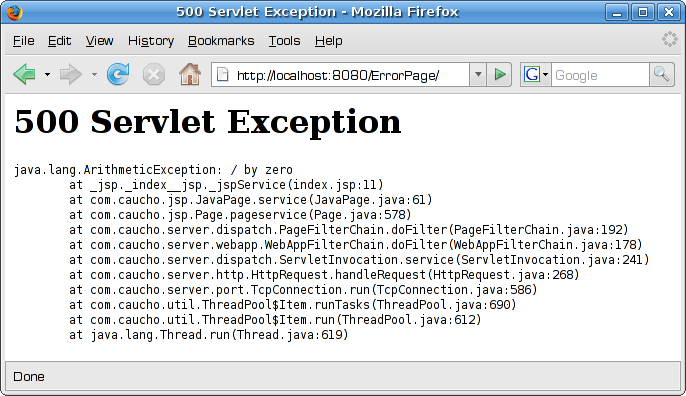 500 Servlet Exception - Mozilla Firefox
File Edit View History Bookmarks Tools Help
http://localhost:8080/ErrorPage/
G Google
500 Servlet Exception
java.lang.ArithmeticException: / by zero
at _jsp._index__jsp._jspService(index.jsp:11)
at com.caucho.jsp.JavaPage.service(JavaPage.java:61)
at com.caucho.jsp.Page.pageservice(Page.java:578)
at com.caucho.server.dispatch.PageFilterChain.doFilter(PageFilterChain.java:192)
at com.caucho.server.webapp.WebAppFilterChain.doFilter(WebAppFilterChain.java:178)
at com.caucho.server.dispatch.ServletInvocation.service(ServletInvocation.java:241)
at com.caucho.server.http.HttpRequest.handleRequest(HttpRequest.java:268)
at com.caucho.server.port.TcpConnection.run(TcpConnection.java:586)
at com.caucho.util.ThreadPool$Item.runTasks(ThreadPool.java:690)
at com.caucho.util.ThreadPool$Item.run(ThreadPool.java:612)
at java.lang.Thread.run(Thread.java:619)
Done